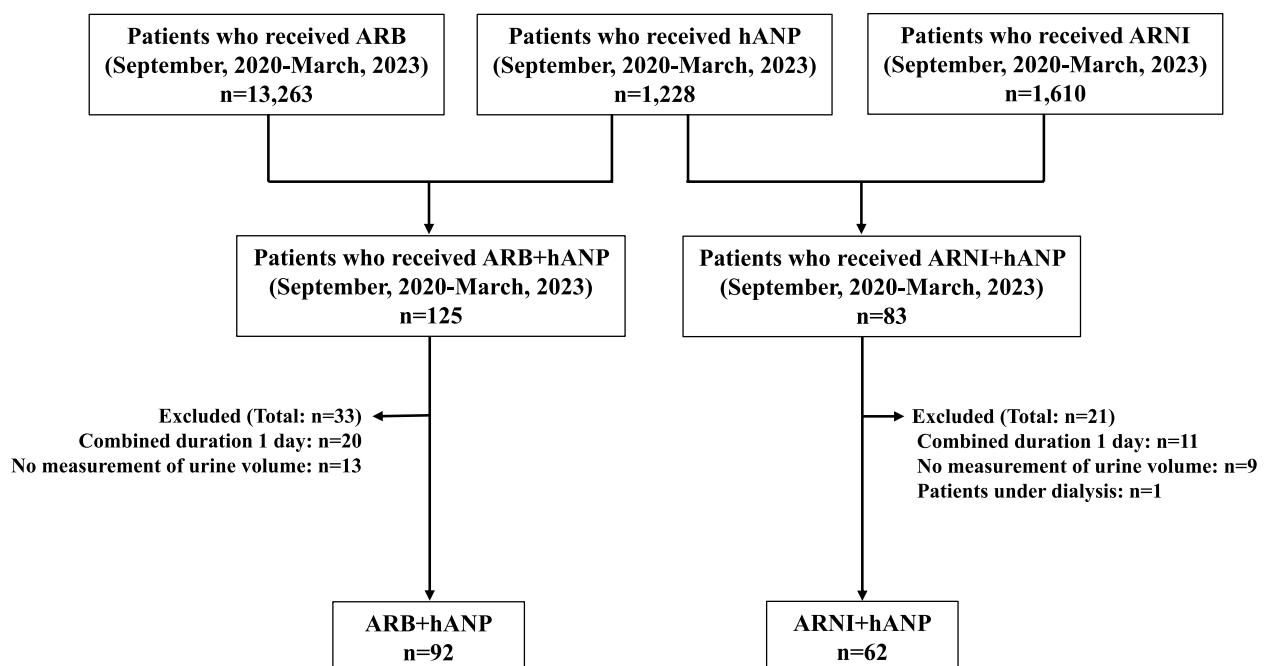 Patients who received ARB
(September, 2020-March, 2023)
n=13,263
Patients who received hANP
(September, 2020-March, 2023)
n=1,228
Patients who received ARNI
(September, 2020-March, 2023)
n=1,610
Patients who received ARB+hANP
(September, 2020-March, 2023)
n=125
Patients who received ARNI+hANP
(September, 2020-March, 2023)
n=83
Excluded (Total: n=33)
Combined duration 1 day: n=20
No measurement of urine volume: n=13
Excluded (Total: n=21)
Combined duration 1 day: n=11
No measurement of urine volume: n=9
Patients under dialysis: n=1
ARB+hANP
n=92
ARNI+hANP
n=62